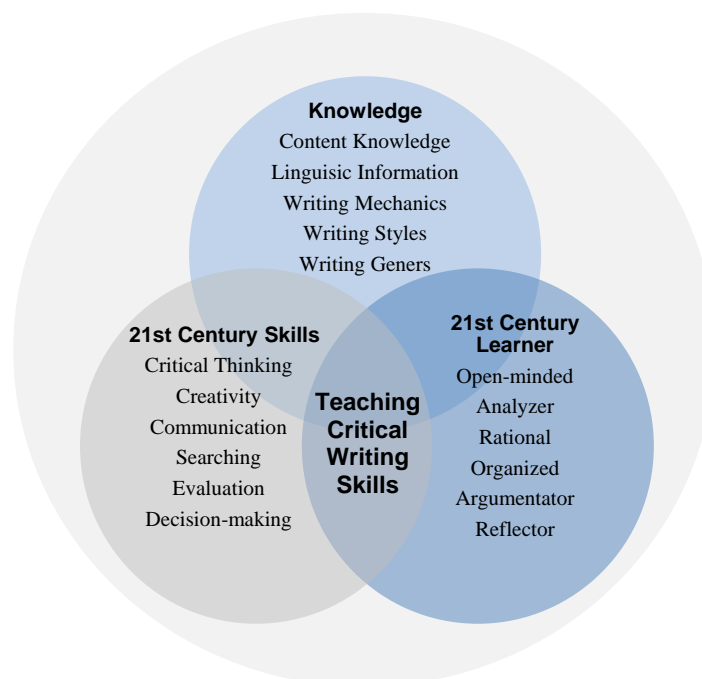 Knowledge
Content Knowledge
Linguisic Information
Writing Mechanics
Writing Styles
Writing Geners
21st Century Skills
Critical Thinking
Creativity
Communication
Searching
Evaluation
Decision-making
21st Century
Learner
Open-minded
Analyzer
Rational
Organized
Argumentator
Reflector
Teaching
Critical
Writing
Skills